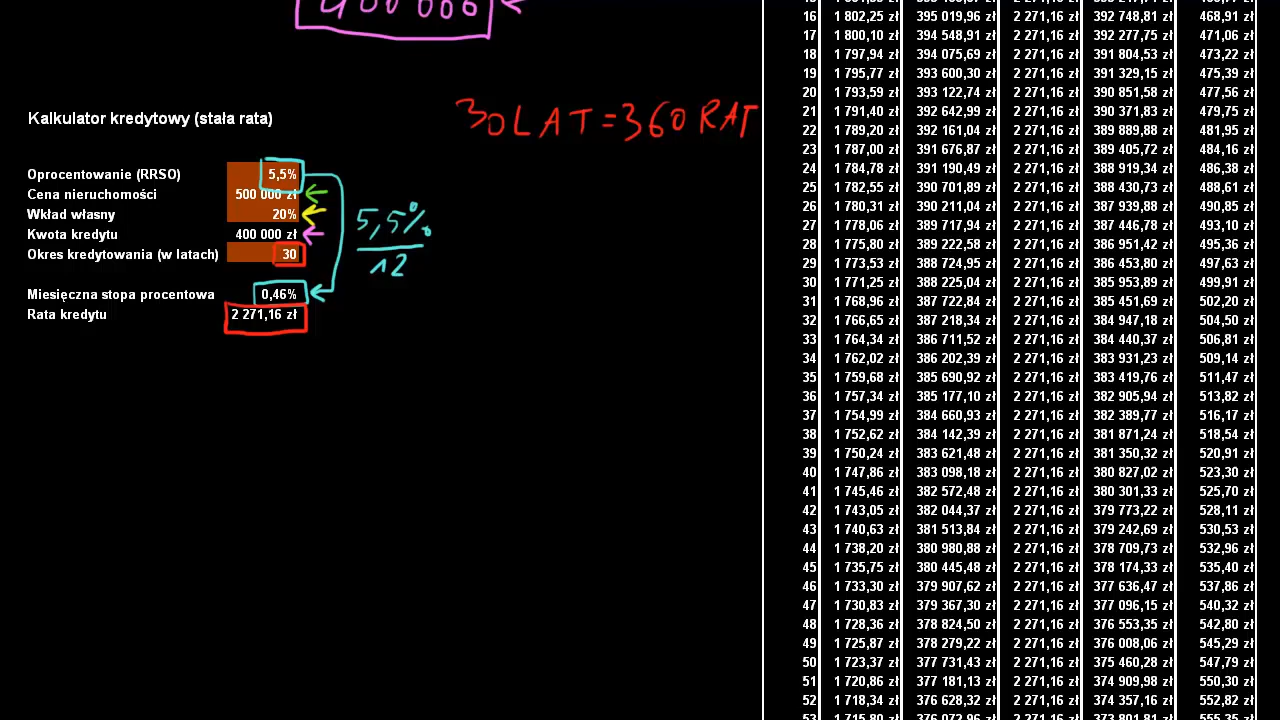 400 000
30 LAT = 360 RAT
Kalkulator kredytowy (stała rata)
Oprocentowanie (RRSO) 5,5%
Cena nieruchomości 500 000 zł
Wkład własny 20%
Kwota kredytu 400 000 zł
Okres kredytowania (w latach) 30
5,5%
12
Miesięczna stopa procentowa 0,46%
Rata kredytu 2 271,16 zł
16 1 802,25 zł 395 019,96 zł 2 271,16 zł 392 748,81 zł 468,91 zł
17 1 800,10 zł 394 548,91 zł 2 271,16 zł 392 277,75 zł 471,06 zł
18 1 797,94 zł 394 075,69 zł 2 271,16 zł 391 804,53 zł 473,22 zł
19 1 795,77 zł 393 600,30 zł 2 271,16 zł 391 329,15 zł 475,39 zł
20 1 793,59 zł 393 122,74 zł 2 271,16 zł 390 851,58 zł 477,56 zł
21 1 791,40 zł 392 642,99 zł 2 271,16 zł 390 371,83 zł 479,75 zł
22 1 789,20 zł 392 161,04 zł 2 271,16 zł 389 889,88 zł 481,95 zł
23 1 787,00 zł 391 676,87 zł 2 271,16 zł 389 405,72 zł 484,16 zł
24 1 784,78 zł 391 190,49 zł 2 271,16 zł 388 919,34 zł 486,38 zł
25 1 782,55 zł 390 701,89 zł 2 271,16 zł 388 430,73 zł 488,61 zł
26 1 780,31 zł 390 211,04 zł 2 271,16 zł 387 939,88 zł 490,85 zł
27 1 778,06 zł 389 717,94 zł 2 271,16 zł 387 446,78 zł 493,10 zł
28 1 775,80 zł 389 222,58 zł 2 271,16 zł 386 951,42 zł 495,36 zł
29 1 773,53 zł 388 724,95 zł 2 271,16 zł 386 453,80 zł 497,63 zł
30 1 771,25 zł 388 225,04 zł 2 271,16 zł 385 953,89 zł 499,91 zł
31 1 768,96 zł 387 722,84 zł 2 271,16 zł 385 451,69 zł 502,20 zł
32 1 766,65 zł 387 218,34 zł 2 271,16 zł 384 947,18 zł 504,50 zł
33 1 764,34 zł 386 711,52 zł 2 271,16 zł 384 440,37 zł 506,81 zł
34 1 762,02 zł 386 202,39 zł 2 271,16 zł 383 931,23 zł 509,14 zł
35 1 759,68 zł 385 690,92 zł 2 271,16 zł 383 419,76 zł 511,47 zł
36 1 757,34 zł 385 177,10 zł 2 271,16 zł 382 905,94 zł 513,82 zł
37 1 754,99 zł 384 660,93 zł 2 271,16 zł 382 389,77 zł 516,17 zł
38 1 752,62 zł 384 142,39 zł 2 271,16 zł 381 871,24 zł 518,54 zł
39 1 750,24 zł 383 621,48 zł 2 271,16 zł 381 350,32 zł 520,91 zł
40 1 747,86 zł 383 098,18 zł 2 271,16 zł 380 827,02 zł 523,30 zł
41 1 745,46 zł 382 572,48 zł 2 271,16 zł 380 301,33 zł 525,70 zł
42 1 743,05 zł 382 044,37 zł 2 271,16 zł 379 773,22 zł 528,11 zł
43 1 740,63 zł 381 513,84 zł 2 271,16 zł 379 242,69 zł 530,53 zł
44 1 738,20 zł 380 980,88 zł 2 271,16 zł 378 709,73 zł 532,96 zł
45 1 735,75 zł 380 445,48 zł 2 271,16 zł 378 174,33 zł 535,40 zł
46 1 733,30 zł 379 907,62 zł 2 271,16 zł 377 636,47 zł 537,86 zł
47 1 730,83 zł 379 367,30 zł 2 271,16 zł 377 096,15 zł 540,32 zł
48 1 728,36 zł 378 824,50 zł 2 271,16 zł 376 553,35 zł 542,80 zł
49 1 725,87 zł 378 279,22 zł 2 271,16 zł 376 008,06 zł 545,29 zł
50 1 723,37 zł 377 731,43 zł 2 271,16 zł 375 460,28 zł 547,79 zł
51 1 720,86 zł 377 181,13 zł 2 271,16 zł 374 909,98 zł 550,30 zł
52 1 718,34 zł 376 628,32 zł 2 271,16 zł 374 357,16 zł 552,82 zł